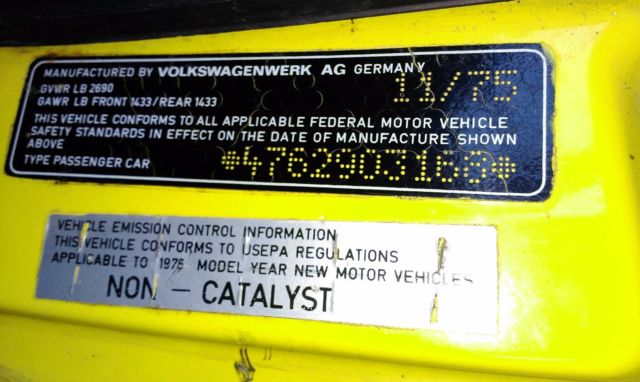 MANUFACTURED BY VOLKSWAGENWERK AG GERMANY 11/75
GVWR LB 2690
GAWR LB FRONT 1433/REAR 1433
THIS VEHICLE CONFORMS TO ALL APPLICABLE FEDERAL MOTOR VEHICLE
SAFETY STANDARDS IN EFFECT ON THE DATE OF MANUFACTURE SHOWN
ABOVE
TYPE PASSENGER CAR *4762903163*
VEHICLE EMISSION CONTROL INFORMATION
THIS VEHICLE CONFORMS TO USEPA REGULATIONS
APPLICABLE TO 1976 MODEL YEAR NEW MOTOR VEHICLES
NON - CATALYST